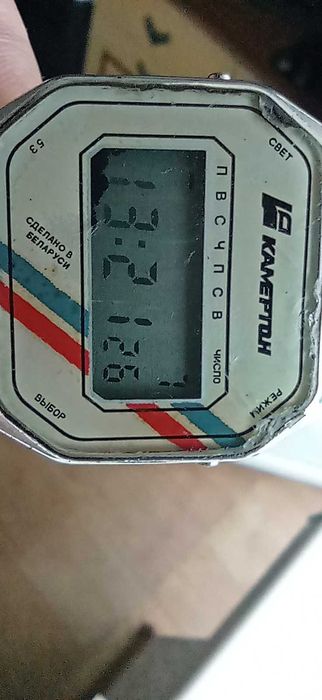 КАМЕРТОН
СВЕТ
РЕЖИМ
П В С Ч П С В
ЧИСЛО
13:21 26
53
СДЕЛАНО В
БЕЛАРУСИ
ВЫБОР